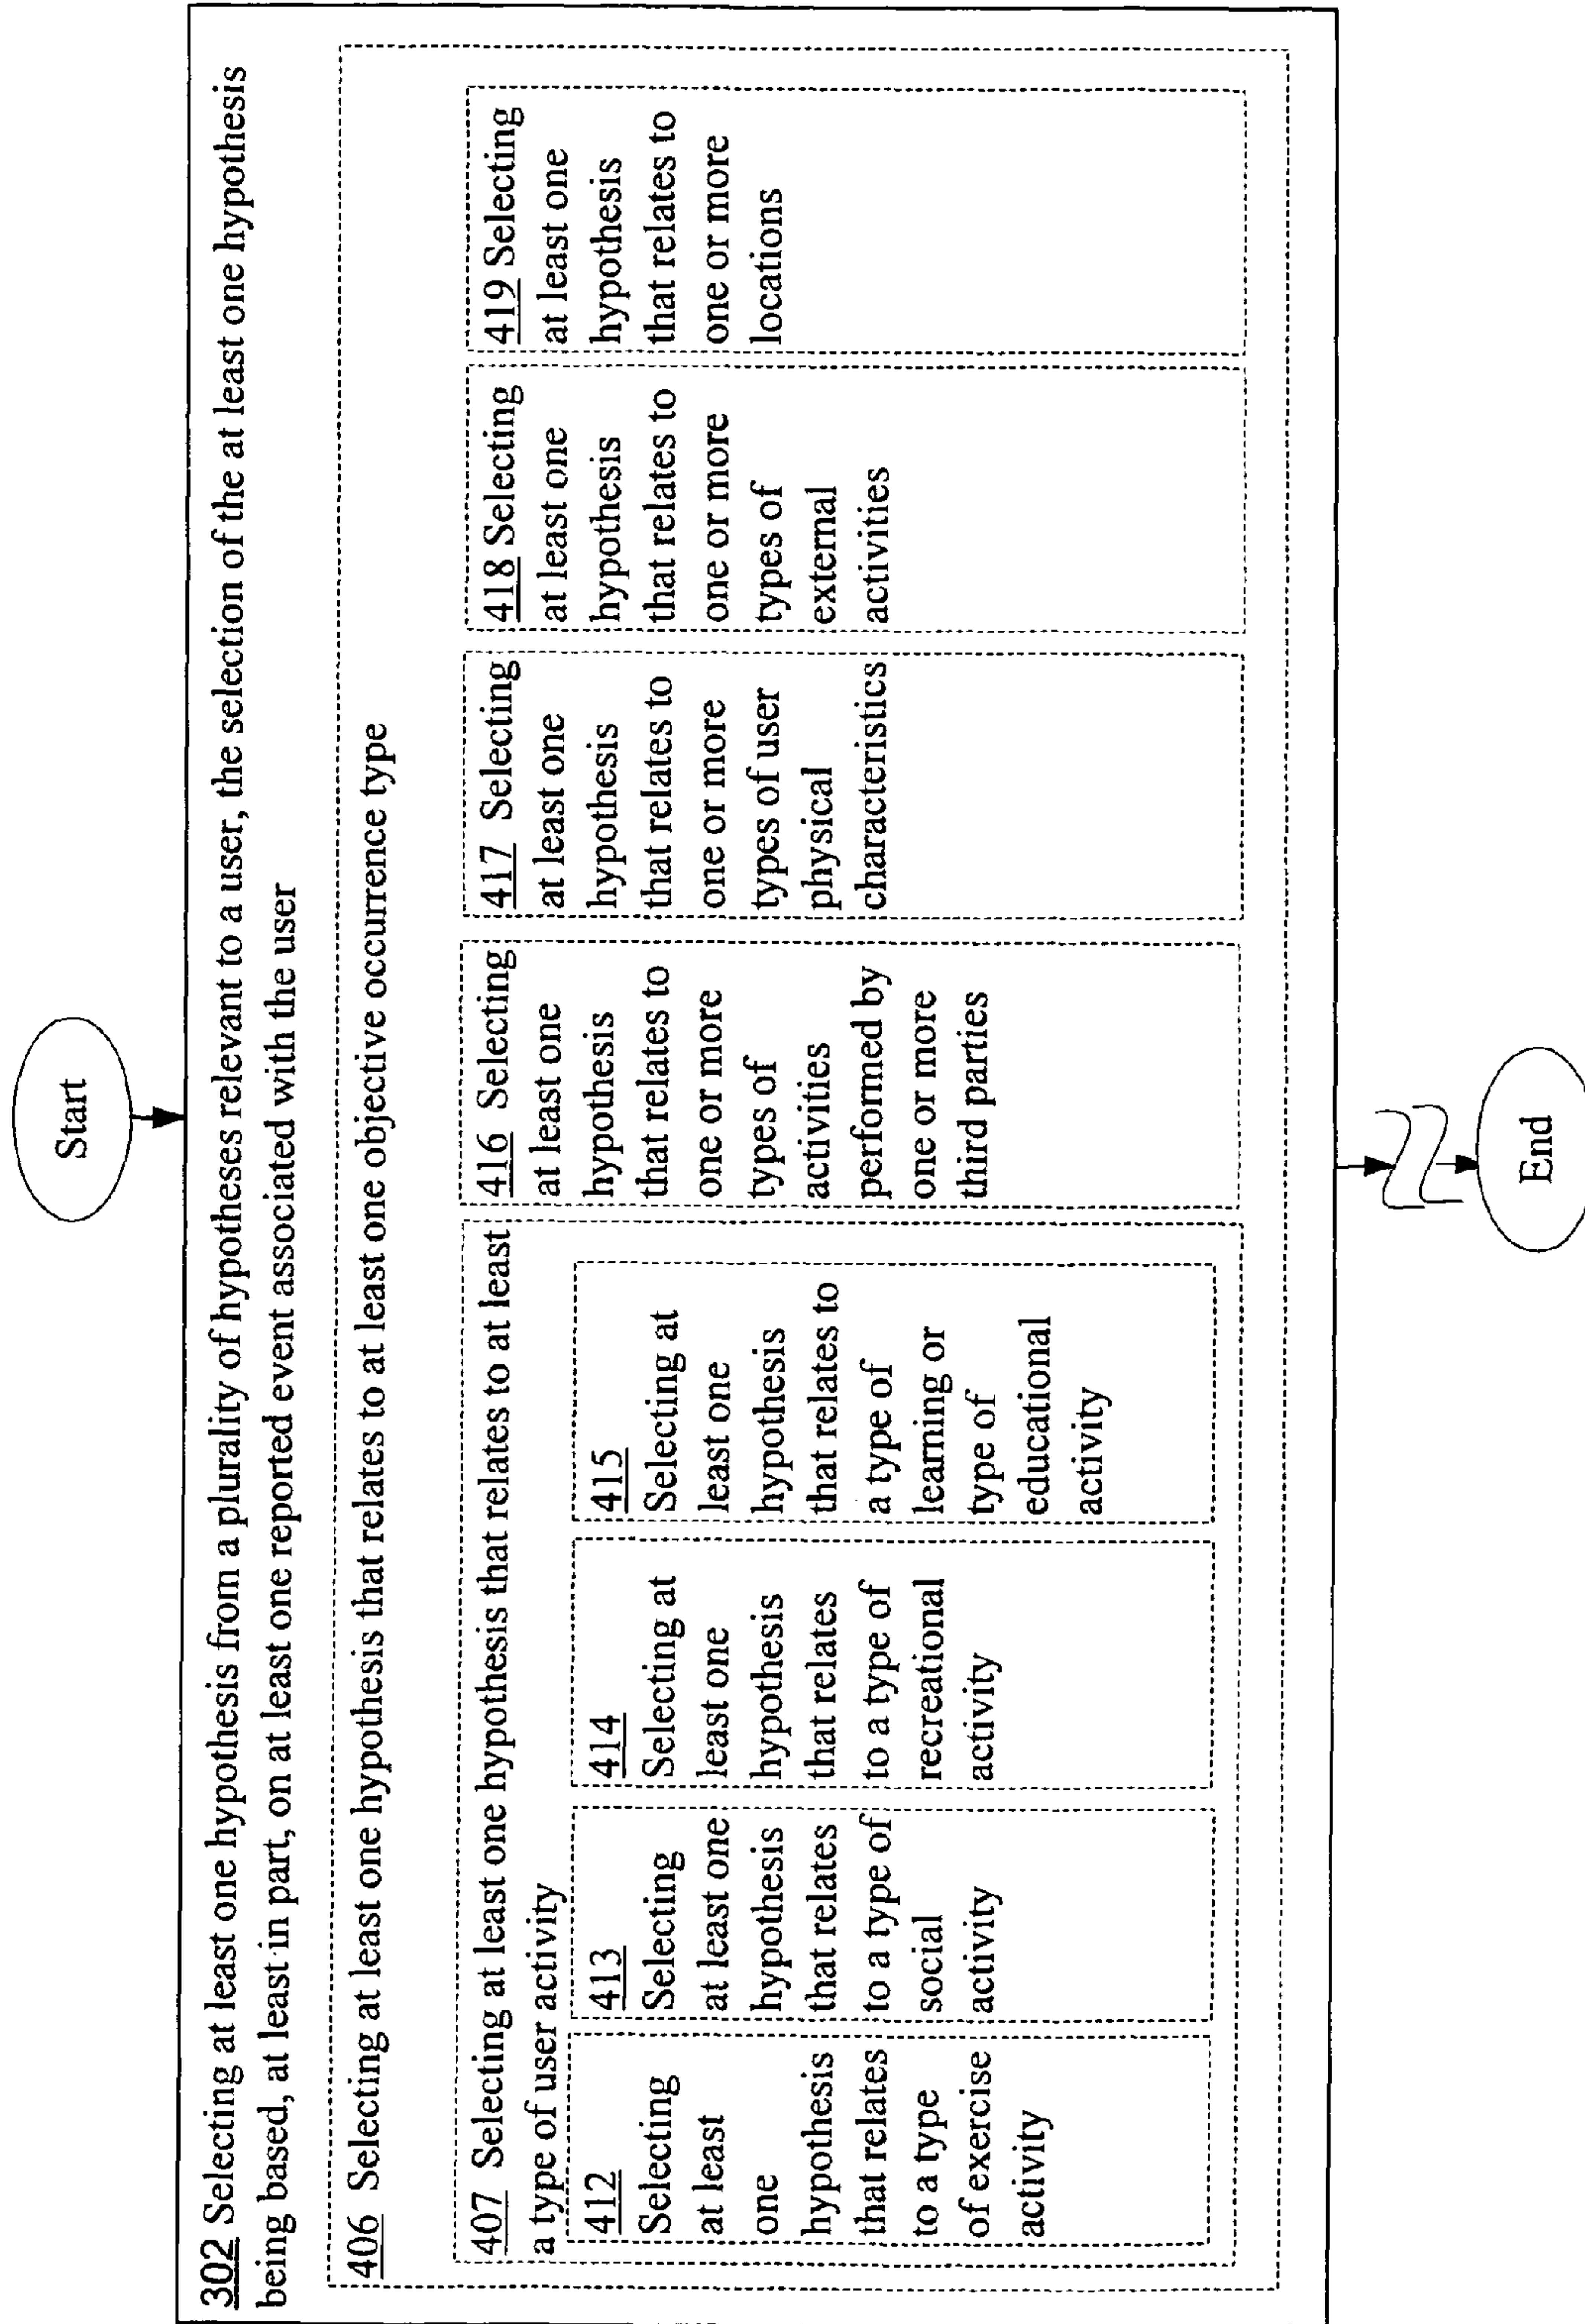 Start
302 Selecting at least one hypothesis from a plurality of hypotheses relevant to a user, the selection of the at least one hypothesis
being based, at least in part, on at least one reported event associated with the user
406 Selecting at least one hypothesis that relates to at least one objective occurrence type
407 Selecting at least one hypothesis that relates to at least
a type of user activity
412
Selecting
at least
one
hypothesis
that relates
to a type
of exercise
activity
413
Selecting
at least one
hypothesis
that relates
to a type of
social
activity
414
Selecting at
least one
hypothesis
that relates
to a type of
recreational
activity
415
Selecting at
least one
hypothesis
that relates to
a type of
learning or
type of
educational
activity
416 Selecting
at least one
hypothesis
that relates to
one or more
types of
activities
performed by
one or more
third parties
417 Selecting
at least one
hypothesis
that relates to
one or more
types of user
physical
characteristics
418 Selecting
at least one
hypothesis
that relates to
one or more
types of
external
activities
419 Selecting
at least one
hypothesis
that relates to
one or more
locations
End